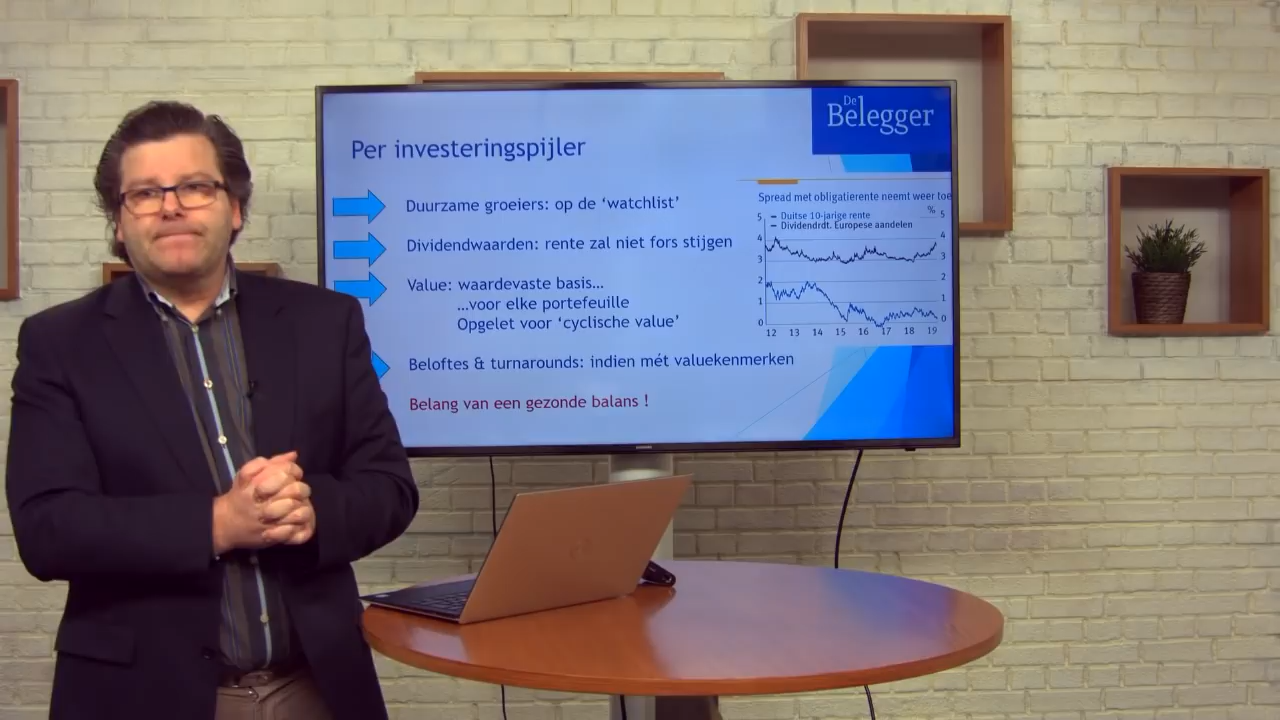 De
Belegger
Per investeringspijler
Duurzame groeiers: op de ‘watchlist’
Dividendwaarden: rente zal niet fors stijgen
Value: waardevaste basis...
...voor elke portefeuille
Opgelet voor ‘cyclische value’
Beloftes & turnarounds: indien mét valuekenmerken
Belang van een gezonde balans !
Spread met obligatierente neemt weer toe
Duitse 10-jarige rente
Dividendrdt. Europese aandelen
%
5
4
3
2
1
0
5
4
3
2
1
0
12 13 14 15 16 17 18 19